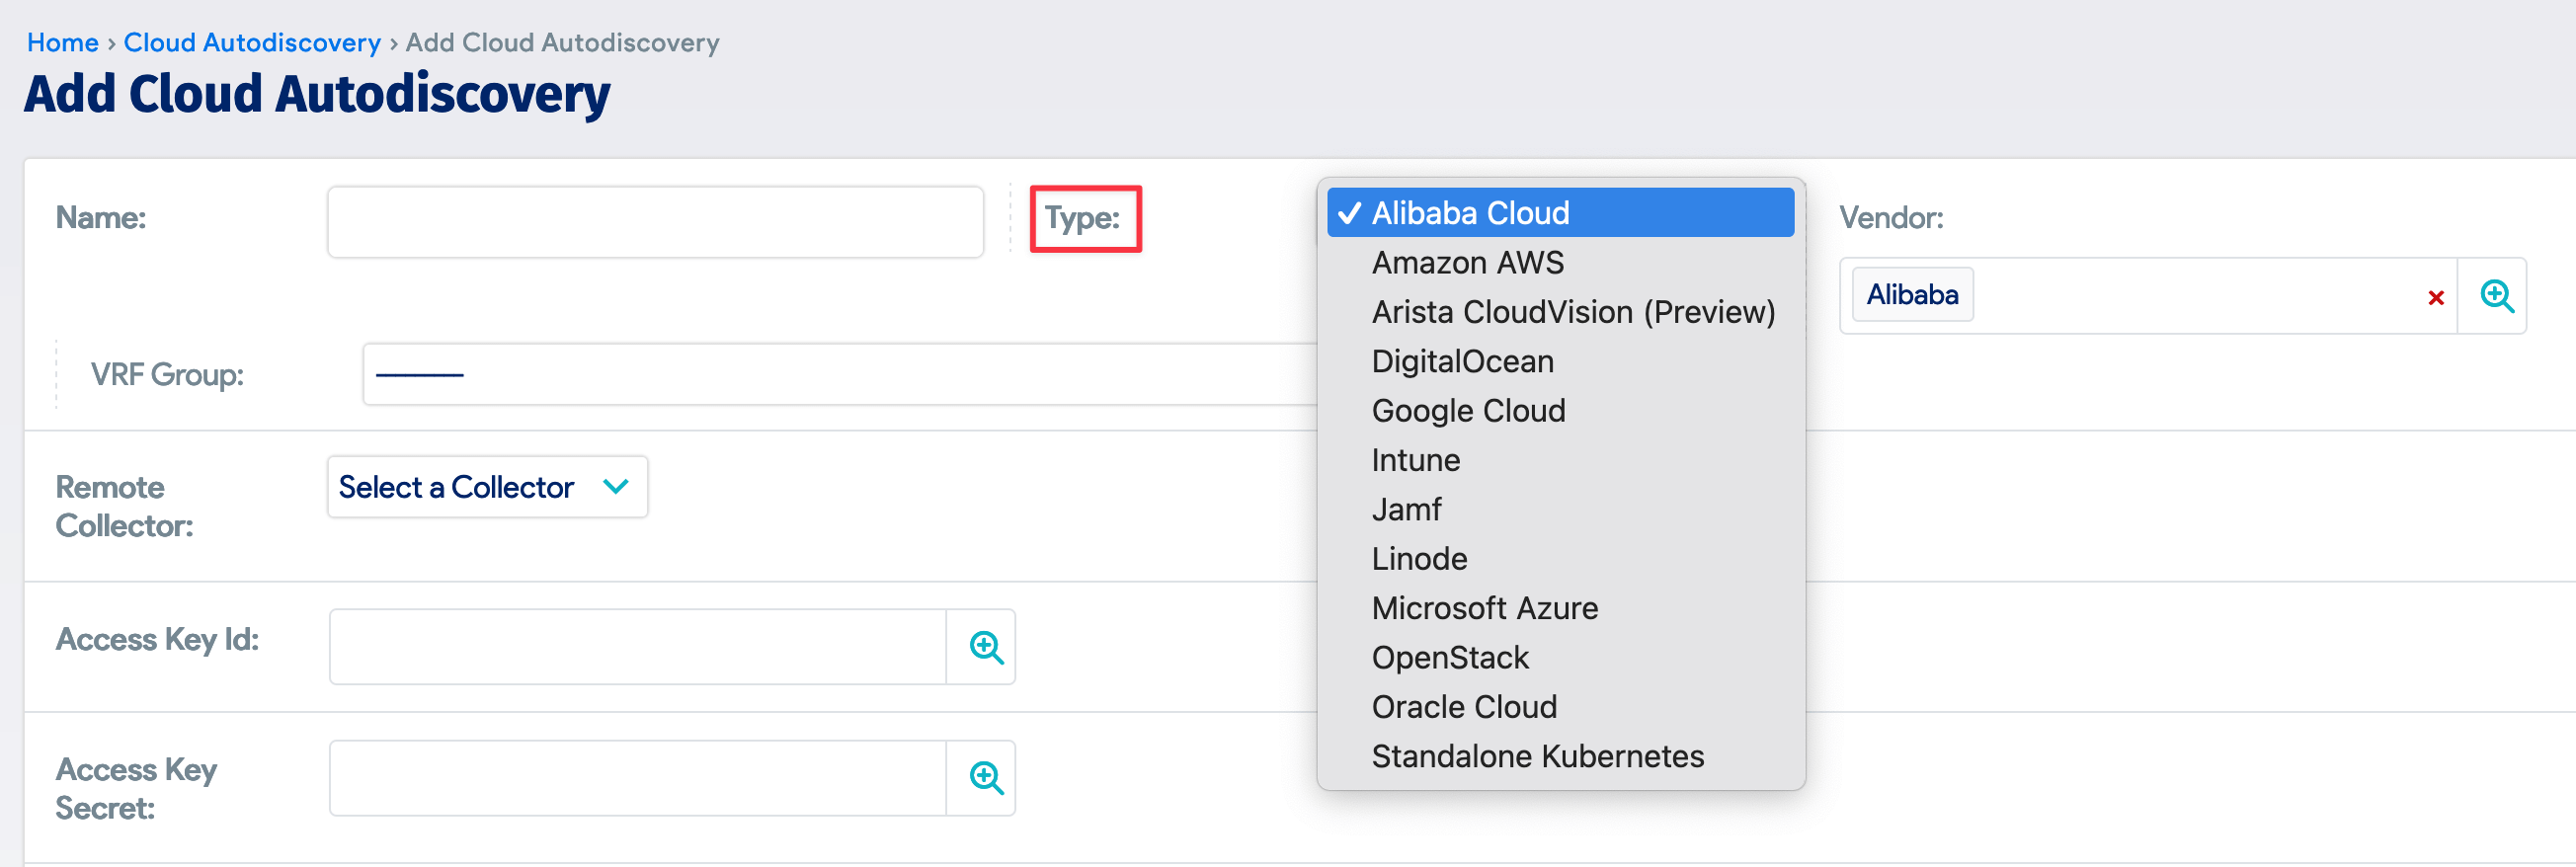 Home › Cloud Autodiscovery › Add Cloud Autodiscovery
Add Cloud Autodiscovery
Name:
Type:
✓ Alibaba Cloud
Amazon AWS
Arista CloudVision (Preview)
DigitalOcean
Google Cloud
Intune
Jamf
Linode
Microsoft Azure
OpenStack
Oracle Cloud
Standalone Kubernetes
Vendor:
Alibaba
VRF Group:
---------
Remote
Collector:
Select a Collector
Access Key Id:
Access Key
Secret: